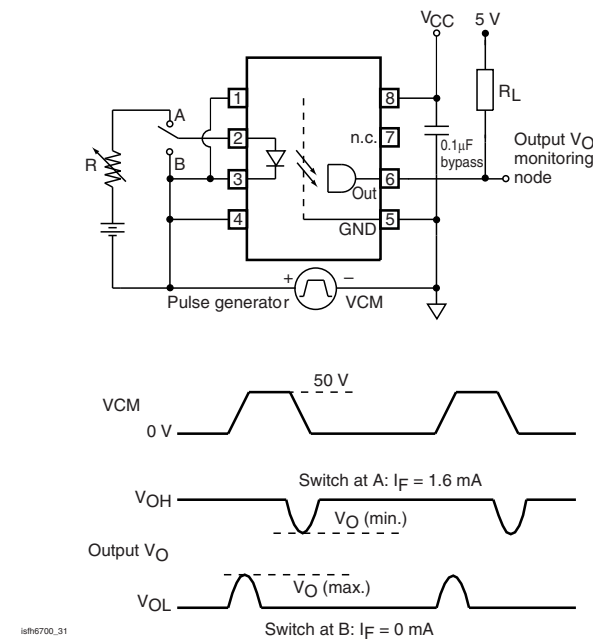 VCC
5 V
A
1
8
RL
2
n.c.
7
0.1µF
bypass
Output VO
monitoring
node
R
B
3
Out
6
4
GND
5
+
−
Pulse generator
VCM
50 V
VCM
0 V
Switch at A: IF = 1.6 mA
VOH
VO (min.)
Output VO
VO (max.)
VOL
Switch at B: IF = 0 mA
isfh6700_31